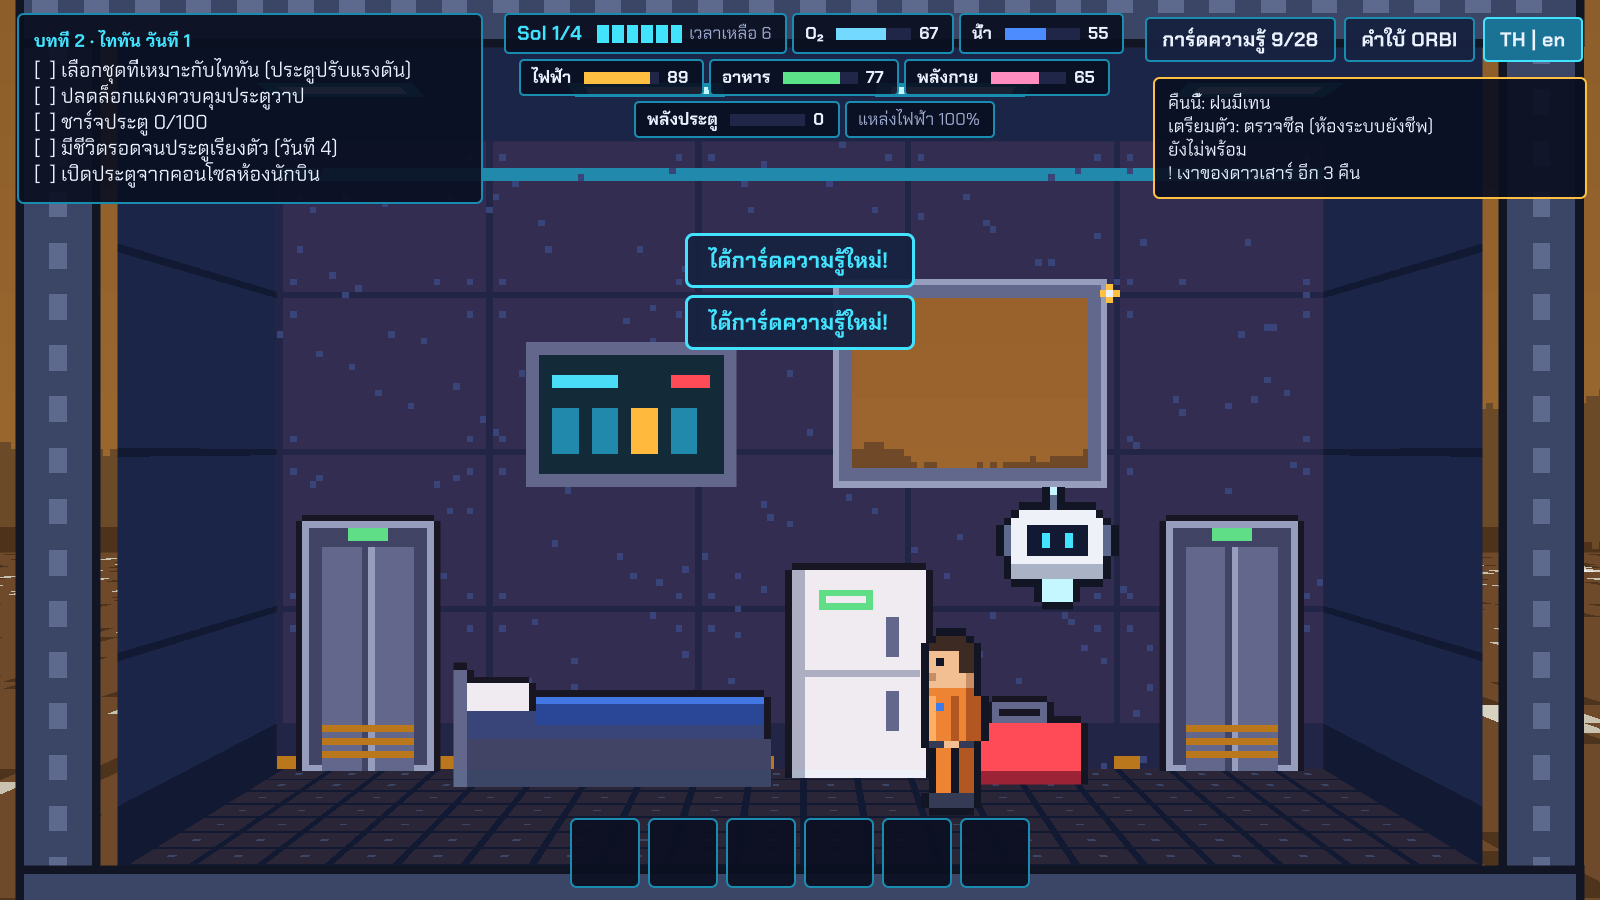 บทที่ 2 · ไททัน วันที่ 1
[ ] เลือกชุดที่เหมาะกับไททัน (ประตูปรับแรงดัน)
[ ] ปลดล็อกแผงควบคุมประตูวาป
[ ] ชาร์จประตู 0/100
[ ] มีชีวิตรอดจนประตูเรียงตัว (วันที่ 4)
[ ] เปิดประตูจากคอนโซลห้องนักบิน
Sol 1/4 เวลาเหลือ 6
O₂ 67
น้ำ 55
ไฟฟ้า 89
อาหาร 77
พลังกาย 65
พลังประตู 0
แหล่งไฟฟ้า 100%
การ์ดความรู้ 9/28
คำใบ้ ORBI
TH | en
คืนนี้: ฝนมีเทน
เตรียมตัว: ตรวจซีล (ห้องระบบยังชีพ)
ยังไม่พร้อม
! เงาของดาวเสาร์ อีก 3 คืน
ได้การ์ดความรู้ใหม่!
ได้การ์ดความรู้ใหม่!